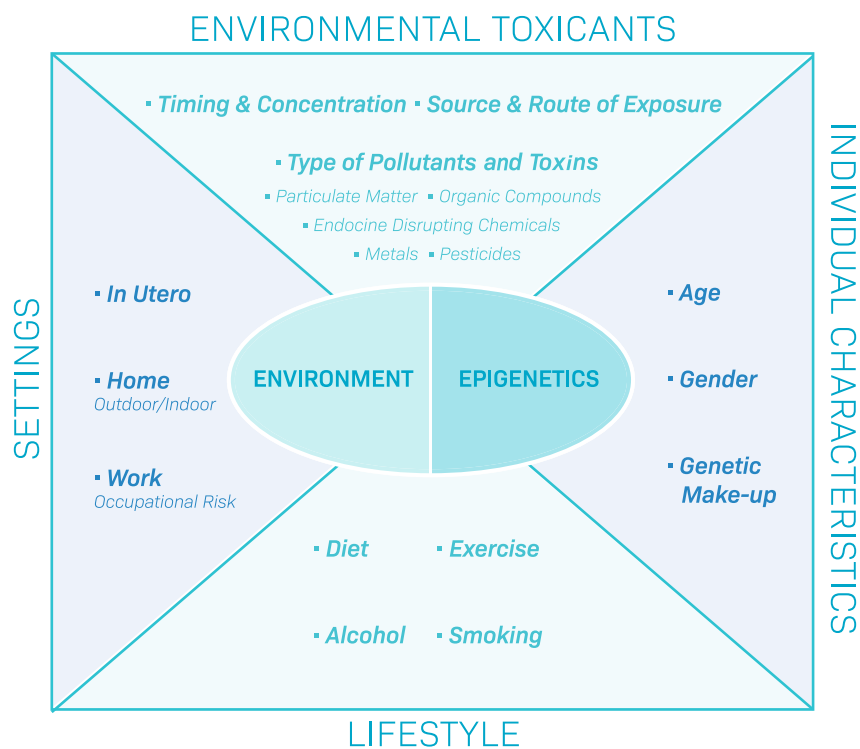 ENVIRONMENTAL TOXICANTS
▪ Timing & Concentration ▪ Source & Route of Exposure
▪ Type of Pollutants and Toxins
▪ Particulate Matter ▪ Organic Compounds
▪ Endocrine Disrupting Chemicals
▪ Metals ▪ Pesticides
SETTINGS
▪ In Utero
▪ Home
Outdoor/Indoor
▪ Work
Occupational Risk
ENVIRONMENT
EPIGENETICS
INDIVIDUAL CHARACTERISTICS
▪ Age
▪ Gender
▪ Genetic
Make-up
▪ Diet ▪ Exercise
▪ Alcohol ▪ Smoking
LIFESTYLE